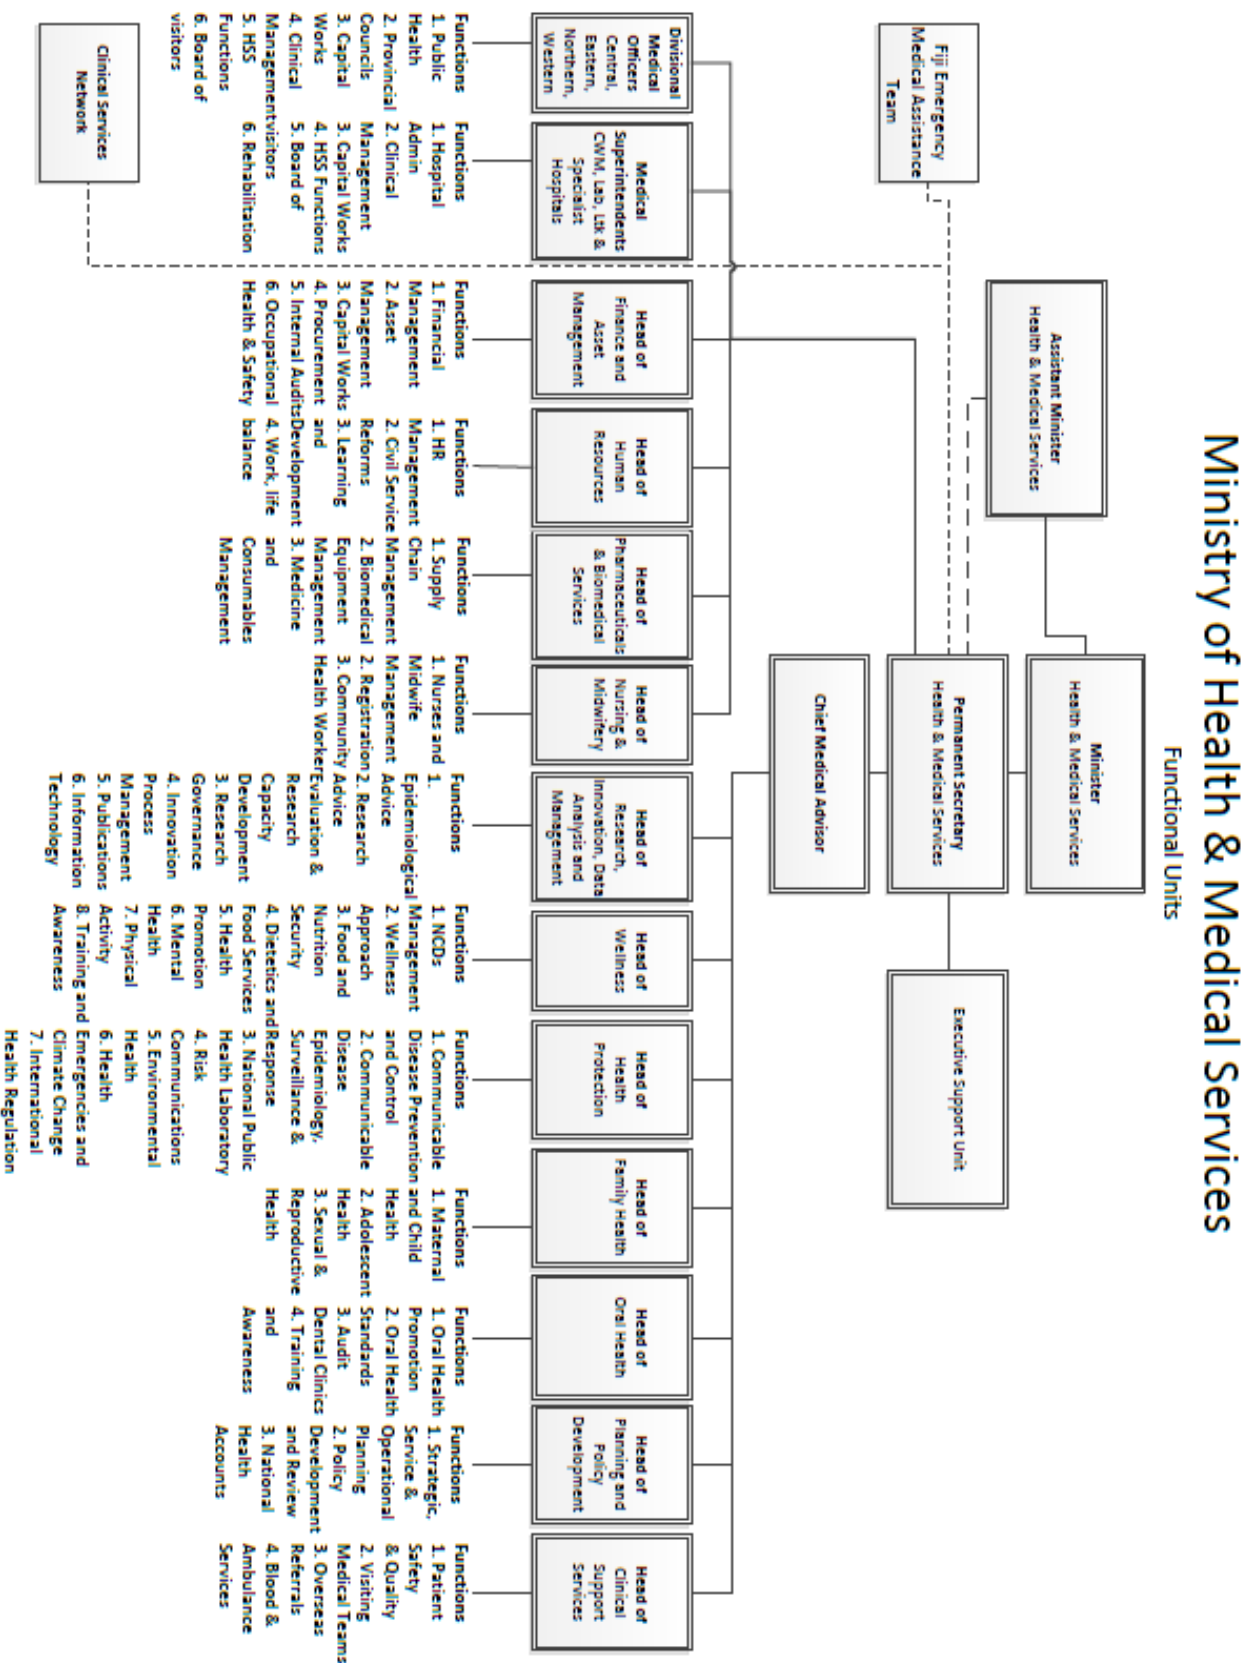 Ministry of Health & Medical Services
Functional Units
Assistant Minister
Health & Medical Services
Minister
Health & Medical Services
Fiji Emergency
Medical Assistance
Team
Permanent Secretary
Health & Medical Services
Executive Support Unit
Chief Medical Advisor
Divisional
Medical
Officers
Central,
Eastern,
Northern,
Western
Medical
Superintendents
CWM, Lab, Ltk &
Specialist
Hospitals
Head of
Finance and
Asset
Management
Head of
Human
Resources
Head of
Pharmaceuticals
& Biomedical
Services
Head of
Nursing &
Midwifery
Head of
Research,
Innovation, Data
Analysis and
Management
Head of
Wellness
Head of
Health
Protection
Head of
Family Health
Head of
Oral Health
Head of
Planning and
Policy
Development
Head of
Clinical
Support
Services
Functions
1. Public
Health
2. Provincial
Councils
3. Capital
Works
4. Clinical
Management
5. HSS
Functions
6. Board of
visitors
Functions
1. Hospital
Admin
2. Clinical
Management
3. Capital Works
4. HSS Functions
5. Board of
visitors
6. Rehabilitation
Functions
1. Financial
Management
2. Asset
Management
3. Capital Works
4. Procurement
5. Internal Audits
6. Occupational
Health & Safety
Functions
1. HR
Management
2. Civil Service
Reforms
3. Learning
and
Development
4. Work, life
balance
Functions
1. Supply
Chain
Management
2. Biomedical
Equipment
Management
3. Medicine
and
Consumables
Management
Functions
1. Nurses and
Midwife
Management
2. Registration
3. Community
Health Worker
Functions
1.
Epidemiological
Advice
2. Research
Advice
Evaluation &
Research
Capacity
Development
3. Research
Governance
4. Innovation
Process
Management
5. Publications
6. Information
Technology
Functions
1. NCDs
Management
2. Wellness
Approach
3. Food and
Nutrition
Security
4. Dietetics and
Food Services
5. Health
Promotion
6. Mental
Health
7. Physical
Activity
8. Training and
Awareness
Functions
1. Communicable
Disease Prevention
and Control
2. Communicable
Disease
Epidemiology,
Surveillance &
Response
3. National Public
Health Laboratory
4. Risk
Communications
5. Environmental
Health
6. Health
Emergencies and
Climate Change
7. International
Health Regulation
Functions
1. Maternal
and Child
Health
2. Adolescent
Health
3. Sexual &
Reproductive
Health
Functions
1. Oral Health
Promotion
2. Oral Health
Standards
3. Audit
Dental Clinics
4. Training
and
Awareness
Functions
1. Strategic,
Service &
Operational
Planning
2. Policy
Development
and Review
3. National
Health
Accounts
Functions
1. Patient
Safety
& Quality
2. Visiting
Medical Teams
3. Overseas
Referrals
4. Blood &
Ambulance
Services
Clinical Services
Network